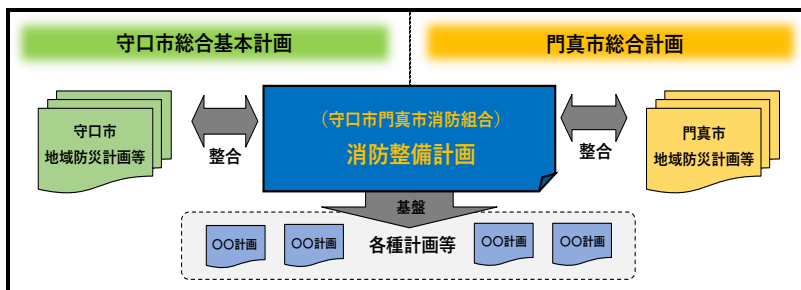 守口市総合基本計画
門真市総合計画
守口市
地域防災計画等
整合
（守口市門真市消防組合）
消防整備計画
整合
門真市
地域防災計画等
基盤
〇〇計画
〇〇計画
各種計画等
〇〇計画
〇〇計画